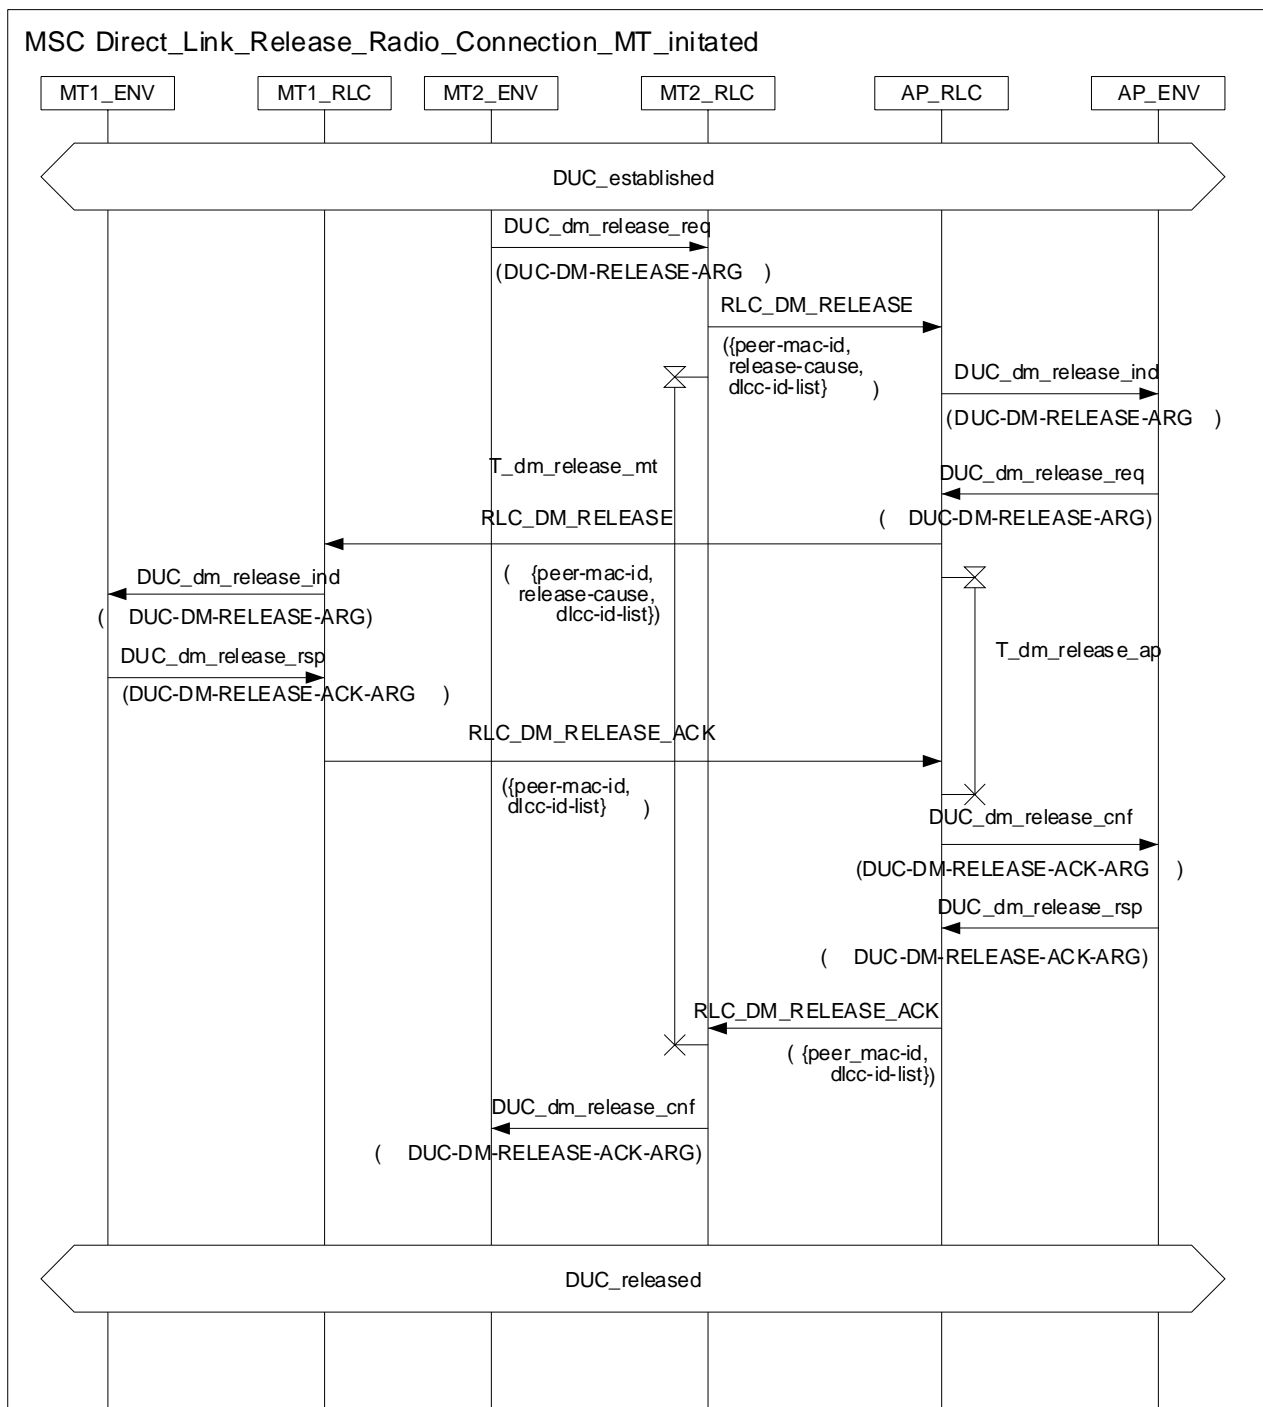 MSC Direct_Link_Release_Radio_Connection_MT_initated
MT1_ENV MT1_RLC MT2_ENV MT2_RLC AP_RLC AP_ENV
DUC_established
DUC_dm_release_req
(DUC-DM-RELEASE-ARG )
RLC_DM_RELEASE
({peer-mac-id,
release-cause,
dlcc-id-list} )
DUC_dm_release_ind
(DUC-DM-RELEASE-ARG )
T_dm_release_mt
DUC_dm_release_req
( DUC-DM-RELEASE-ARG)
RLC_DM_RELEASE
( {peer-mac-id,
release-cause,
dlcc-id-list})
DUC_dm_release_ind
( DUC-DM-RELEASE-ARG)
T_dm_release_ap
DUC_dm_release_rsp
(DUC-DM-RELEASE-ACK-ARG )
RLC_DM_RELEASE_ACK
({peer-mac-id,
dlcc-id-list} )
DUC_dm_release_cnf
(DUC-DM-RELEASE-ACK-ARG )
DUC_dm_release_rsp
( DUC-DM-RELEASE-ACK-ARG)
RLC_DM_RELEASE_ACK
( {peer_mac-id,
dlcc-id-list})
DUC_dm_release_cnf
( DUC-DM-RELEASE-ACK-ARG)
DUC_released